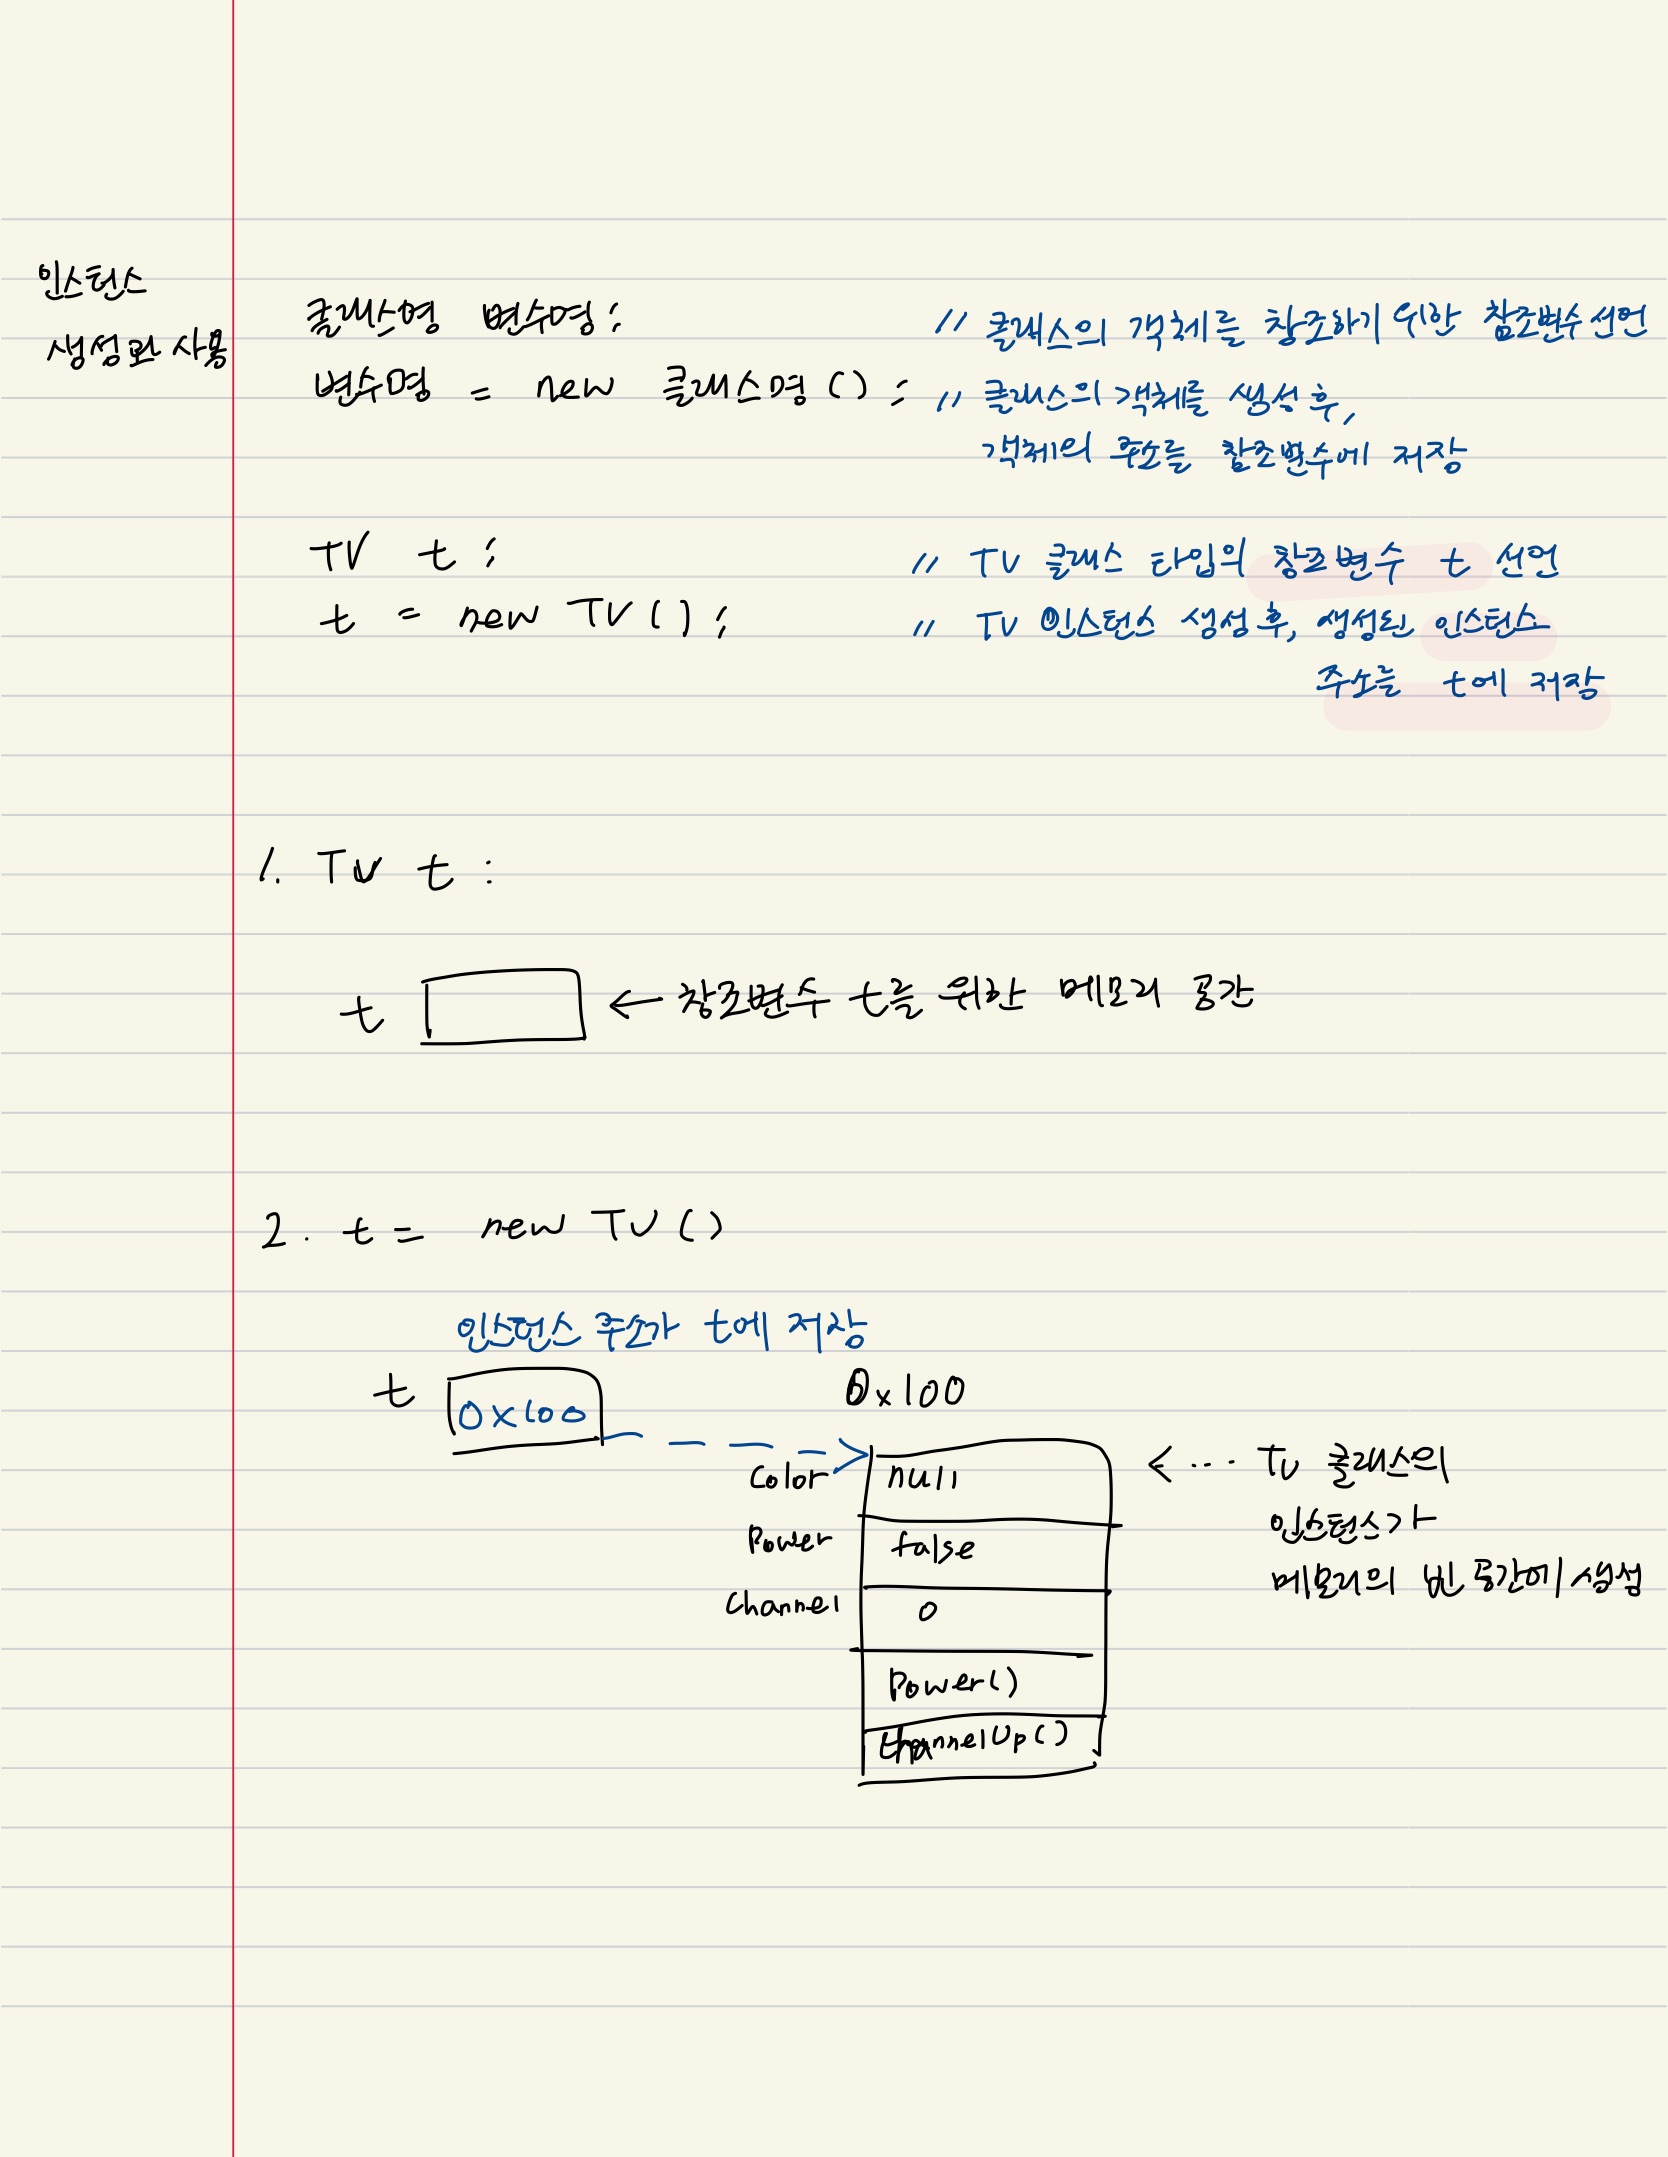 인스턴스
생성과 사용
클래스명 변수명;
// 클래스의 객체를 참조하기 위한 참조변수 선언
변수명 = new 클래스명();
// 클래스의 객체를 생성 후,
객체의 주소를 참조변수에 저장
TV t;
// TV 클래스 타입의 참조변수 t 선언
t = new TV();
// TV 인스턴스 생성 후, 생성된 인스턴스
주소를 t에 저장
1. TV t :
t ← 참조변수 t를 위한 메모리 공간
2. t = new TV()
인스턴스 주소가 t에 저장
t 0x100
0x100
Color null
Power false
Channel 0
Power()
ChannelUp()
<--- TV 클래스의
인스턴스가
메모리의 빈 공간에 생성